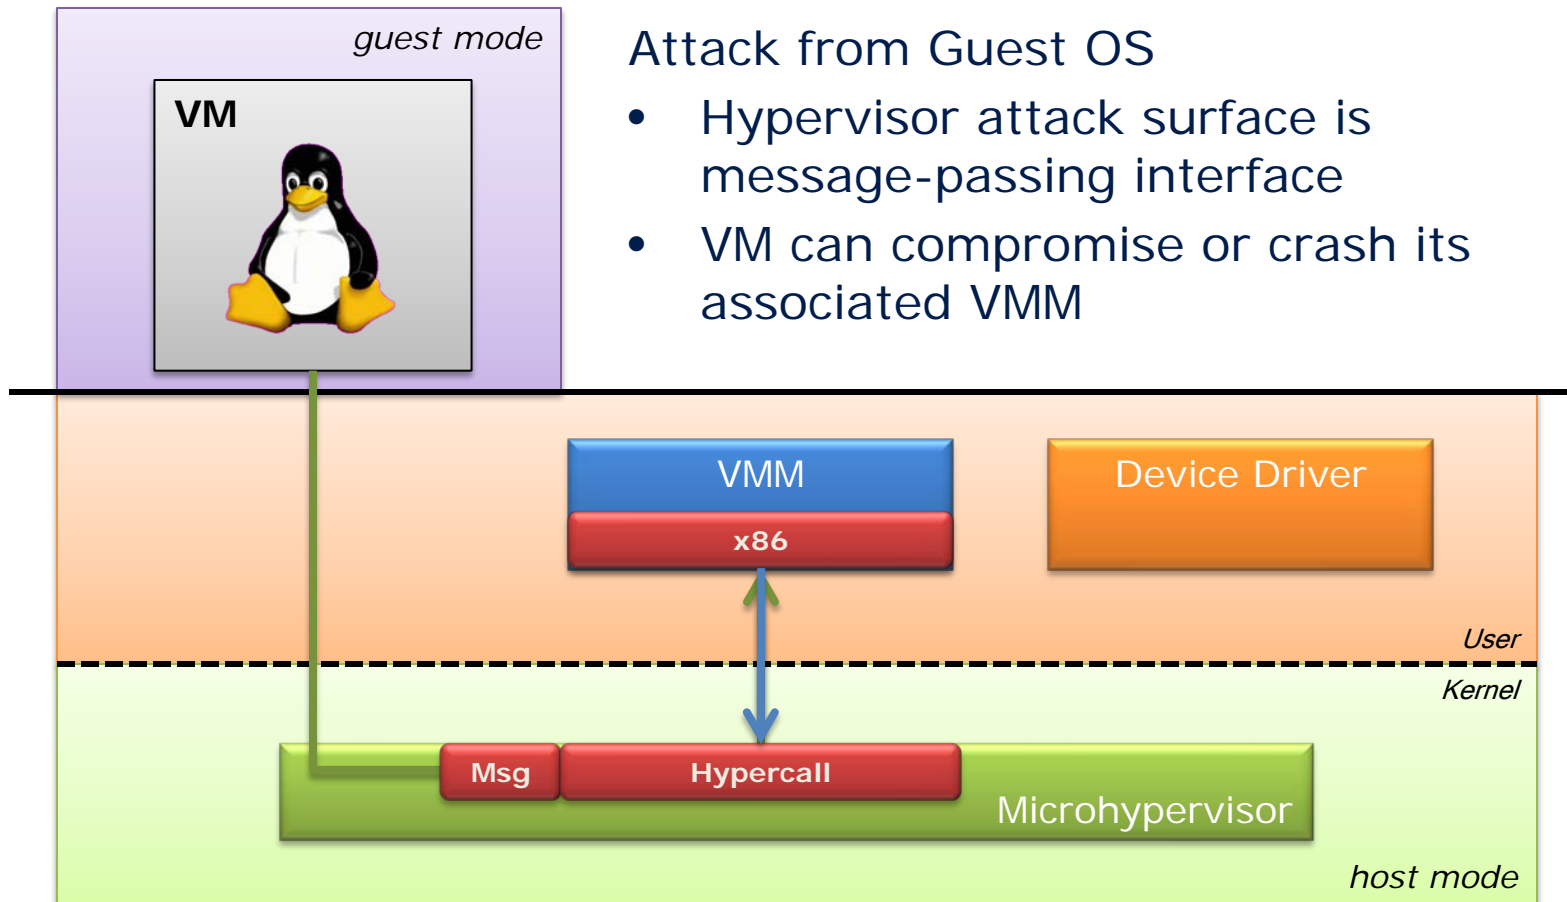 guest mode
VM
Attack from Guest OS
• Hypervisor attack surface is
message-passing interface
• VM can compromise or crash its
associated VMM
VMM
x86
Device Driver
User
Kernel
Msg
Hypercall
Microhypervisor
host mode